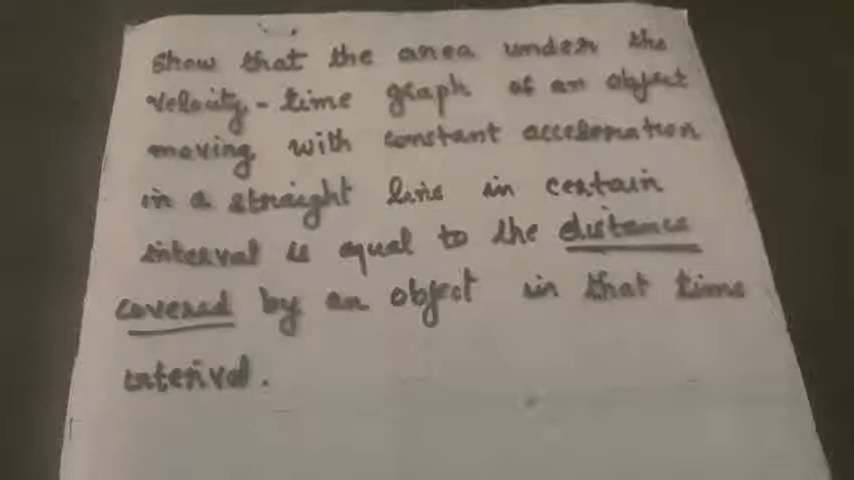 show that the area under the
velocity - time graph of an object
moving with constant acceleration
in a straight line in certain
interval is equal to the distance
covered by an object in that time
interval.